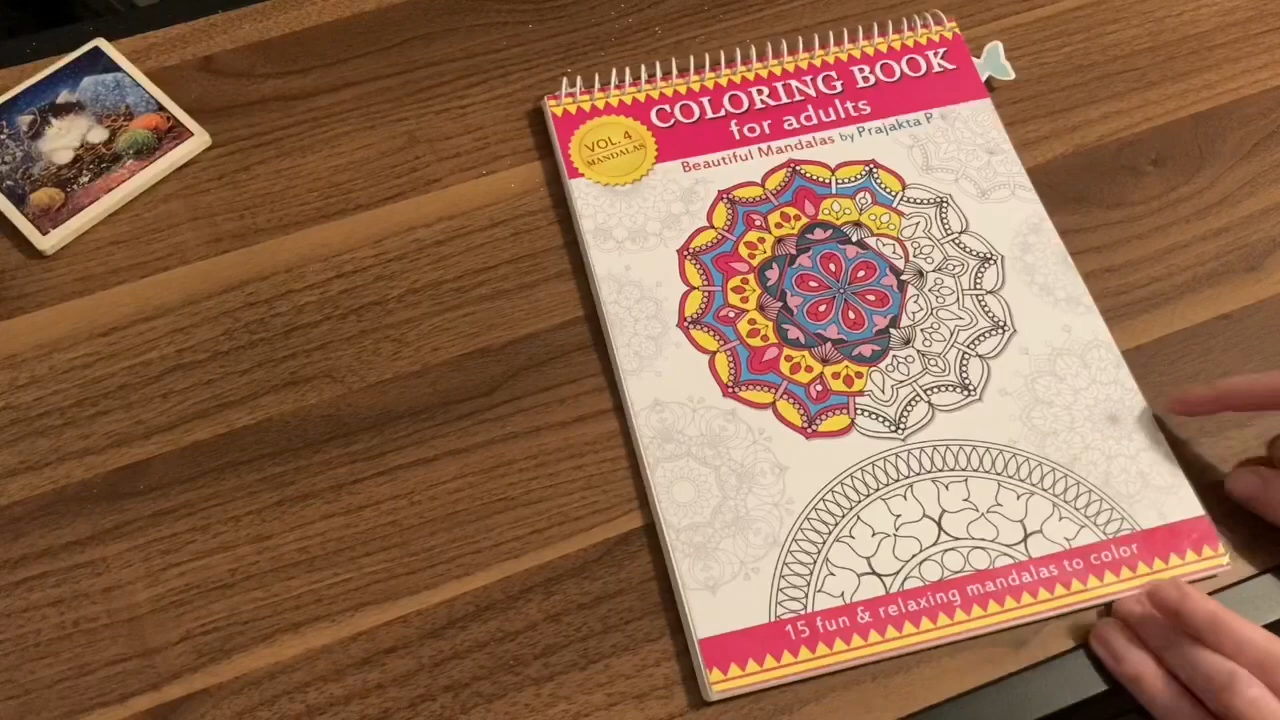 COLORING BOOK
for adults
VOL. 4
MANDALAS
Beautiful Mandalas by Prajakta P
15 fun & relaxing mandalas to color